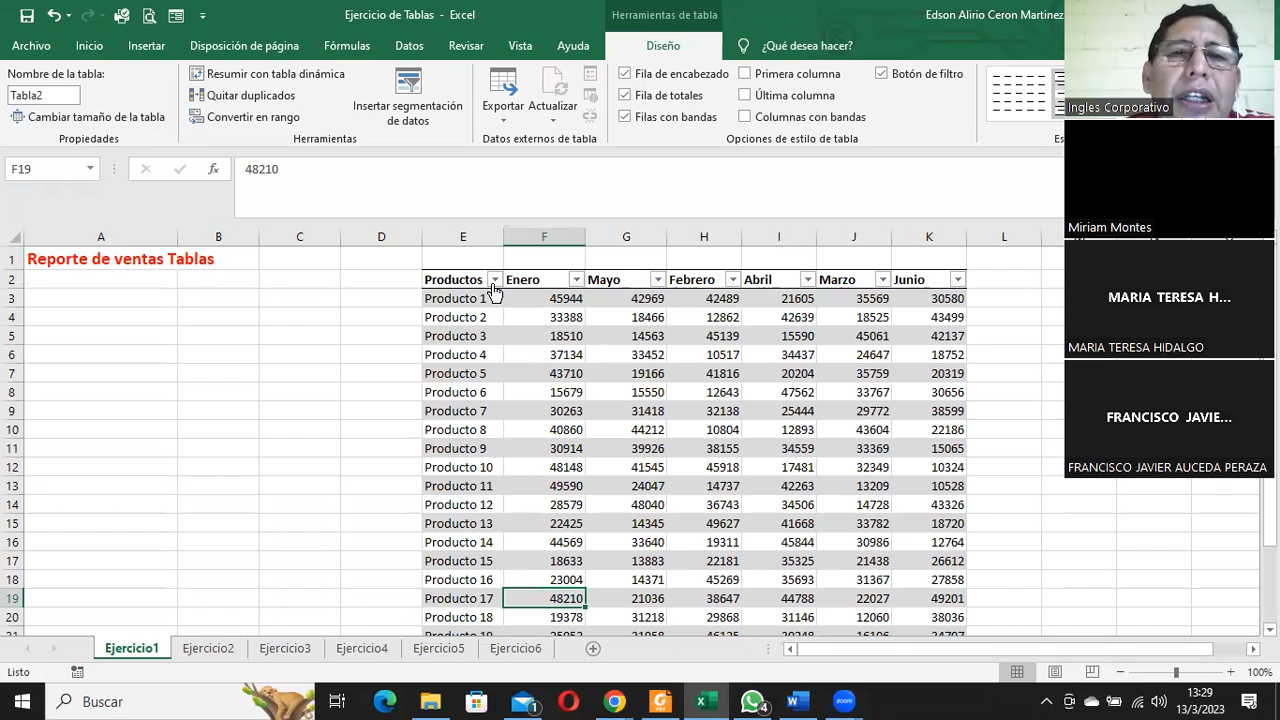 Ejercicio de Tablas - Excel
Herramientas de tabla
Edson Alirio Ceron Martinez
Archivo Inicio Insertar Disposición de página Fórmulas Datos Revisar Vista Ayuda Diseño ¿Qué desea hacer?
Nombre de la tabla:
Tabla2
Cambiar tamaño de la tabla
Propiedades
Resumir con tabla dinámica
Quitar duplicados
Convertir en rango
Insertar segmentación de datos
Herramientas
Exportar Actualizar
Datos externos de tabla
Fila de encabezado Primera columna Botón de filtro
Fila de totales Última columna
Filas con bandas Columnas con bandas
Opciones de estilo de tabla
Ingles Corporativo
F19 fx 48210
Miriam Montes
A B C D E F G H I J K L
1 Reporte de ventas Tablas
2 Productos Enero Mayo Febrero Abril Marzo Junio
3 Producto 1 45944 42969 42489 21605 35569 30580
4 Producto 2 33388 18466 12862 42639 18525 43499
5 Producto 3 18510 14563 45139 15590 45061 42137
6 Producto 4 37134 33452 10517 34437 24647 18752
7 Producto 5 43710 19166 41816 20204 35759 20319
8 Producto 6 15679 15550 12643 47562 33767 30656
9 Producto 7 30263 31418 32138 25444 29772 38599
10 Producto 8 40860 44212 10804 12893 43604 22186
11 Producto 9 30914 39926 38155 34559 33369 15065
12 Producto 10 48148 41545 45918 17481 32349 10324
13 Producto 11 49590 24047 14737 42263 13209 10528
14 Producto 12 28579 48040 36743 34506 14728 43326
15 Producto 13 22425 14345 49627 41668 33782 18720
16 Producto 14 44569 33640 19311 45844 30986 12764
17 Producto 15 18633 13883 22181 35325 21438 26612
18 Producto 16 23004 14371 45269 35693 31367 27858
19 Producto 17 48210 21036 38647 44788 22027 49201
20 Producto 18 19378 31218 29868 31146 12060 38036
MARIA TERESA H...
MARIA TERESA HIDALGO
FRANCISCO JAVIE...
FRANCISCO JAVIER AUCEDA PERAZA
Ejercicio1 Ejercicio2 Ejercicio3 Ejercicio4 Ejercicio5 Ejercicio6
Listo
100%
Buscar
1
4
13:29
13/3/2023